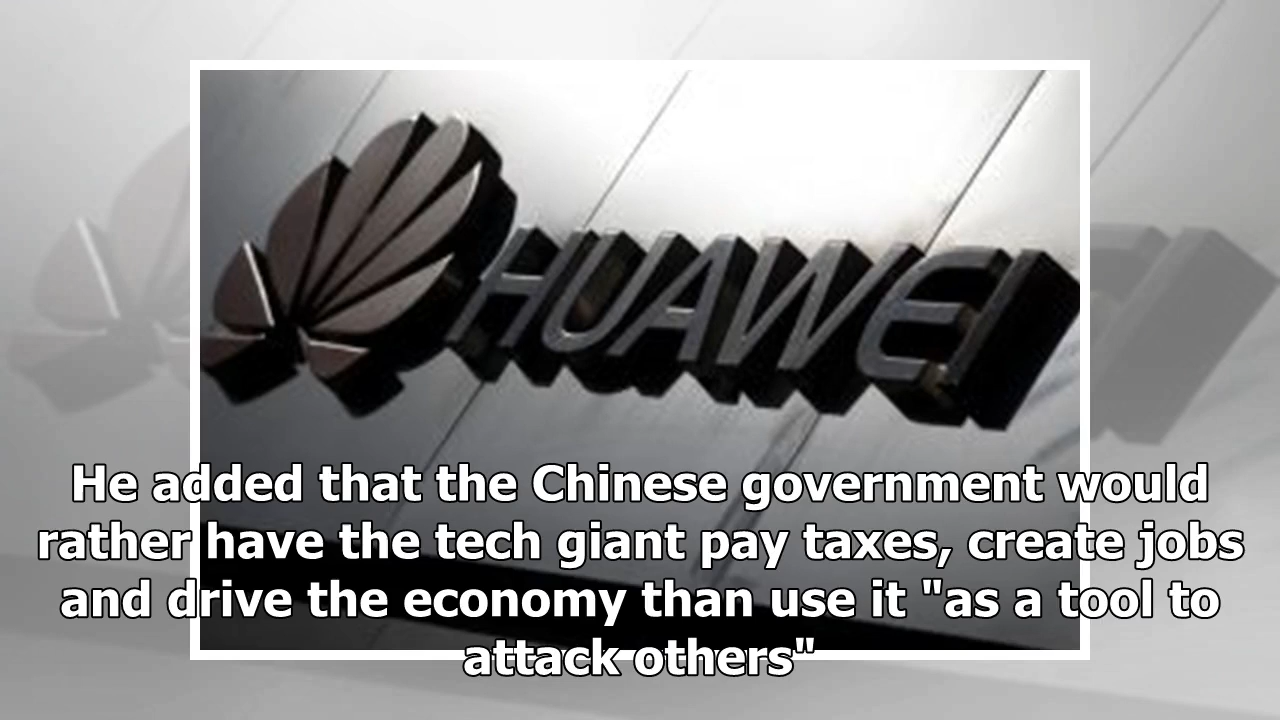 HUAWEI
He added that the Chinese government would
rather have the tech giant pay taxes, create jobs
and drive the economy than use it "as a tool to
attack others"